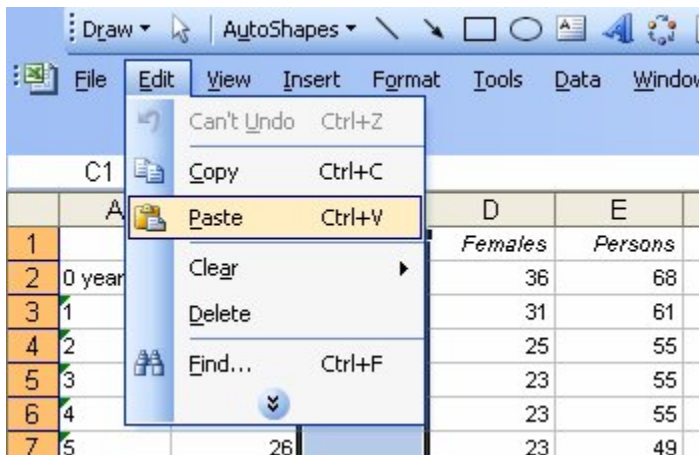 Draw AutoShapes
File Edit View Insert Format Tools Data Window
Can't Undo Ctrl+Z
C1 Copy Ctrl+C
A Paste Ctrl+V D E
1 Females Persons
2 0 year Clear 36 68
3 1 Delete 31 61
4 2 Find... Ctrl+F 25 55
5 3 23 55
6 4 23 55
7 5 26 23 49